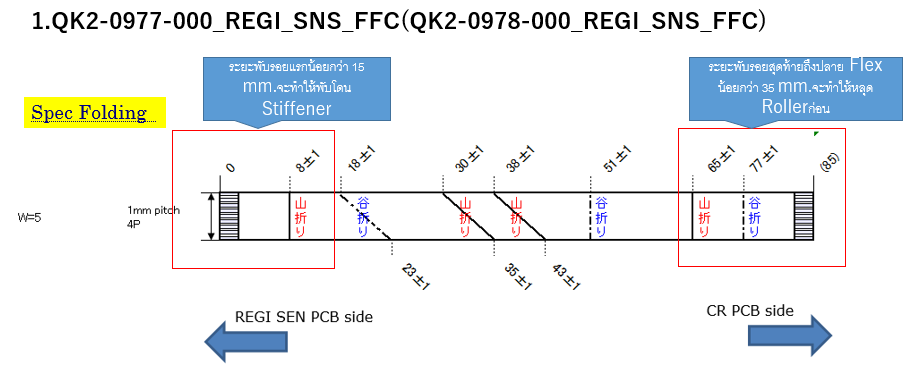 1.QK2-0977-000_REGI_SNS_FFC(QK2-0978-000_REGI_SNS_FFC)
ระยะพับรอยแรกน้อยกว่า 15
mm.จะทำให้พับโดน
Stiffener
ระยะพับรอยสุดท้ายถึงปลาย Flex
น้อยกว่า 35 mm.จะทำให้หลุด
Rollerก่อน
Spec Folding
0
8±1
18±1
30±1
38±1
51±1
65±1
77±1
(85)
W=5
1mm pitch
4P
山折り
谷折り
山折り
山折り
谷折り
山折り
谷折り
23±1
35±1
43±1
REGI SEN PCB side
CR PCB side